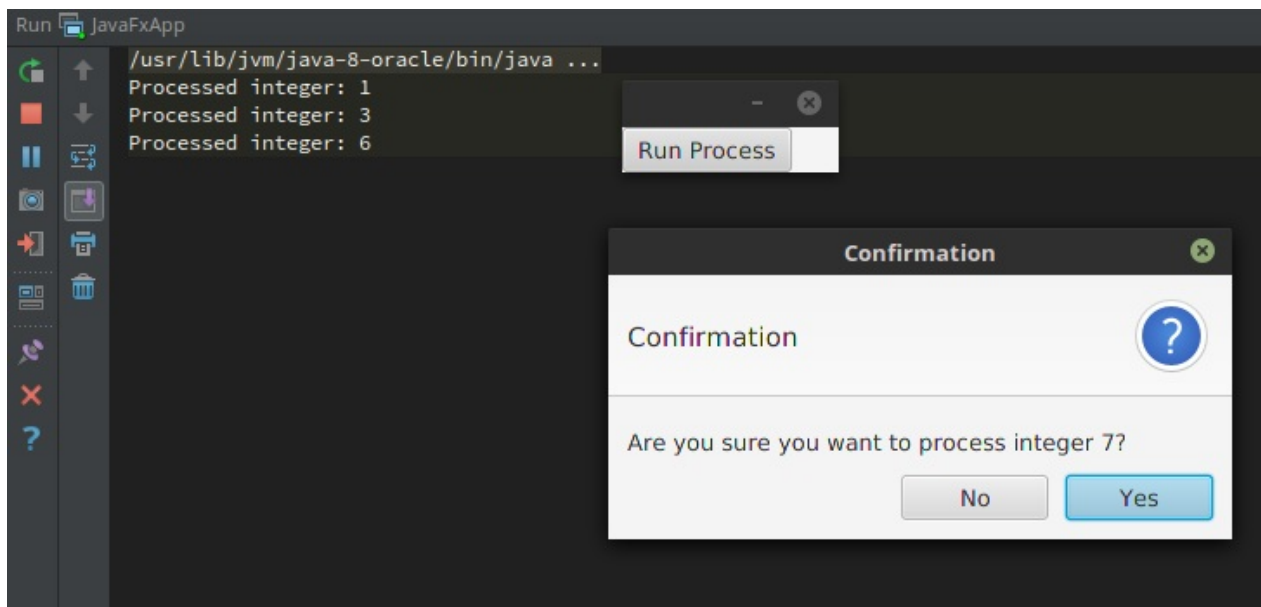 Run JavaFxApp
/usr/lib/jvm/java-8-oracle/bin/java ...
Processed integer: 1
Processed integer: 3
Processed integer: 6
Run Process
Confirmation
Confirmation
?
Are you sure you want to process integer 7?
No Yes
?